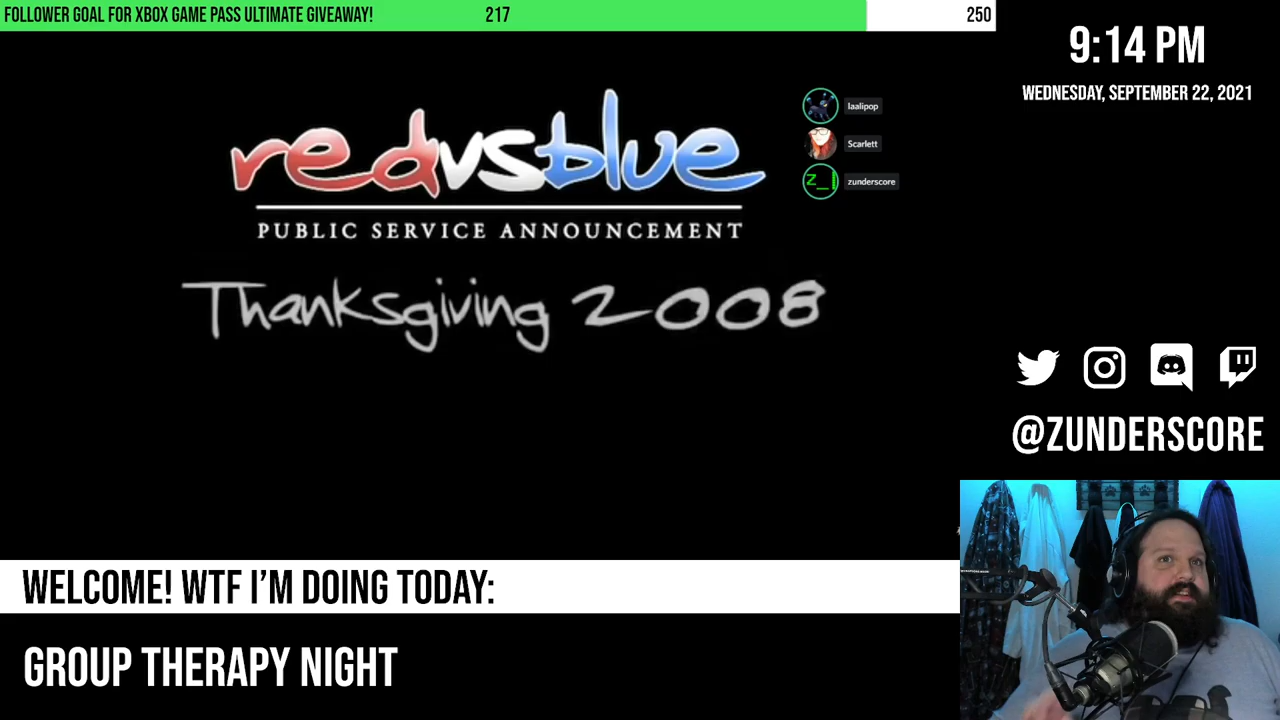 FOLLOWER GOAL FOR XBOX GAME PASS ULTIMATE GIVEAWAY! 217 250
9:14 PM
WEDNESDAY, SEPTEMBER 22, 2021
laalipop
Scarlett
Z_
zunderscore
redvsblue
PUBLIC SERVICE ANNOUNCEMENT
Thanksgiving 2008
@ZUNDERSCORE
WELCOME! WTF I'M DOING TODAY:
GROUP THERAPY NIGHT